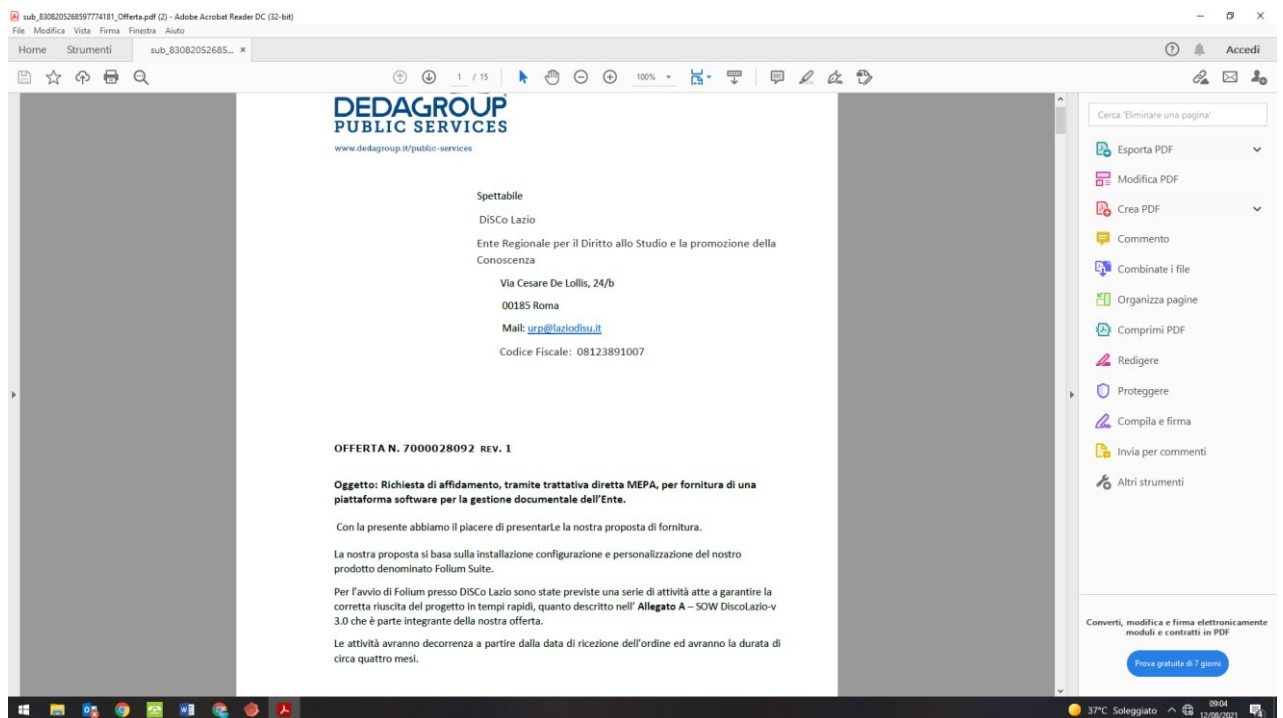 sub_8308205268597774181_Offerta.pdf (2) - Adobe Acrobat Reader DC (32-bit)
File Modifica Vista Firma Finestra Aiuto
Home Strumenti sub_83082052685... × Accedi
1 / 15 100%
DEDAGROUP
PUBLIC SERVICES
www.dedagroup.it/public-services
Spettabile
DiSCo Lazio
Ente Regionale per il Diritto allo Studio e la promozione della
Conoscenza
Via Cesare De Lollis, 24/b
00185 Roma
Mail: urp@laziodisu.it
Codice Fiscale: 08123891007
OFFERTA N. 7000028092 REV. 1
Oggetto: Richiesta di affidamento, tramite trattativa diretta MEPA, per fornitura di una
piattaforma software per la gestione documentale dell'Ente.
Con la presente abbiamo il piacere di presentarLe la nostra proposta di fornitura.
La nostra proposta si basa sulla installazione configurazione e personalizzazione del nostro
prodotto denominato Folium Suite.
Per l'avvio di Folium presso DiSCo Lazio sono state previste una serie di attività atte a garantire la
corretta riuscita del progetto in tempi rapidi, quanto descritto nell' Allegato A – SOW DiscoLazio-v
3.0 che è parte integrante della nostra offerta.
Le attività avranno decorrenza a partire dalla data di ricezione dell'ordine ed avranno la durata di
circa quattro mesi.
Cerca 'Eliminare una pagina'
Esporta PDF
Modifica PDF
Crea PDF
Commento
Combinate i file
Organizza pagine
Comprimi PDF
Redigere
Proteggere
Compila e firma
Invia per commenti
Altri strumenti
Converti, modifica e firma elettronicamente
moduli e contratti in PDF
Prova gratuita di 7 giorni
37°C Soleggiato 09:04
12/08/2021